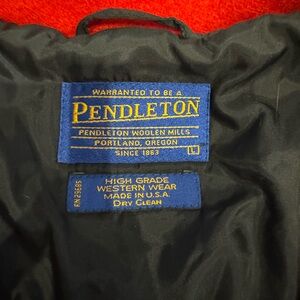 WARRANTED TO BE A
PENDLETON
PENDLETON WOOLEN MILLS
PORTLAND, OREGON
SINCE 1863
L
HIGH GRADE
WESTERN WEAR
MADE IN U.S.A.
DRY CLEAN